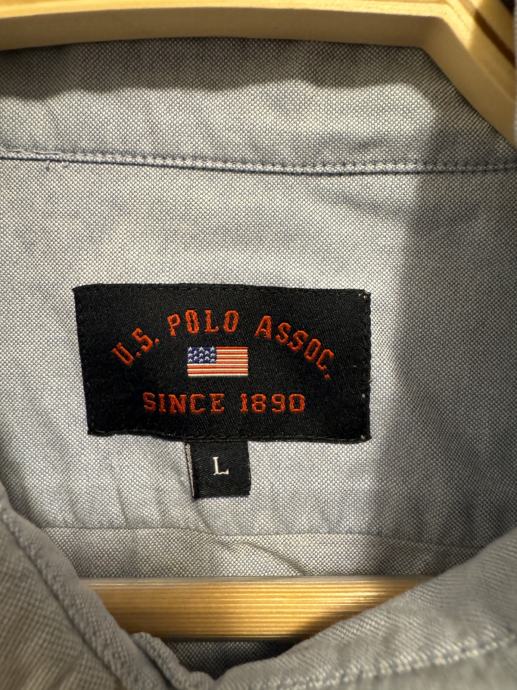 U.S. POLO ASSOC.
SINCE 1890
L